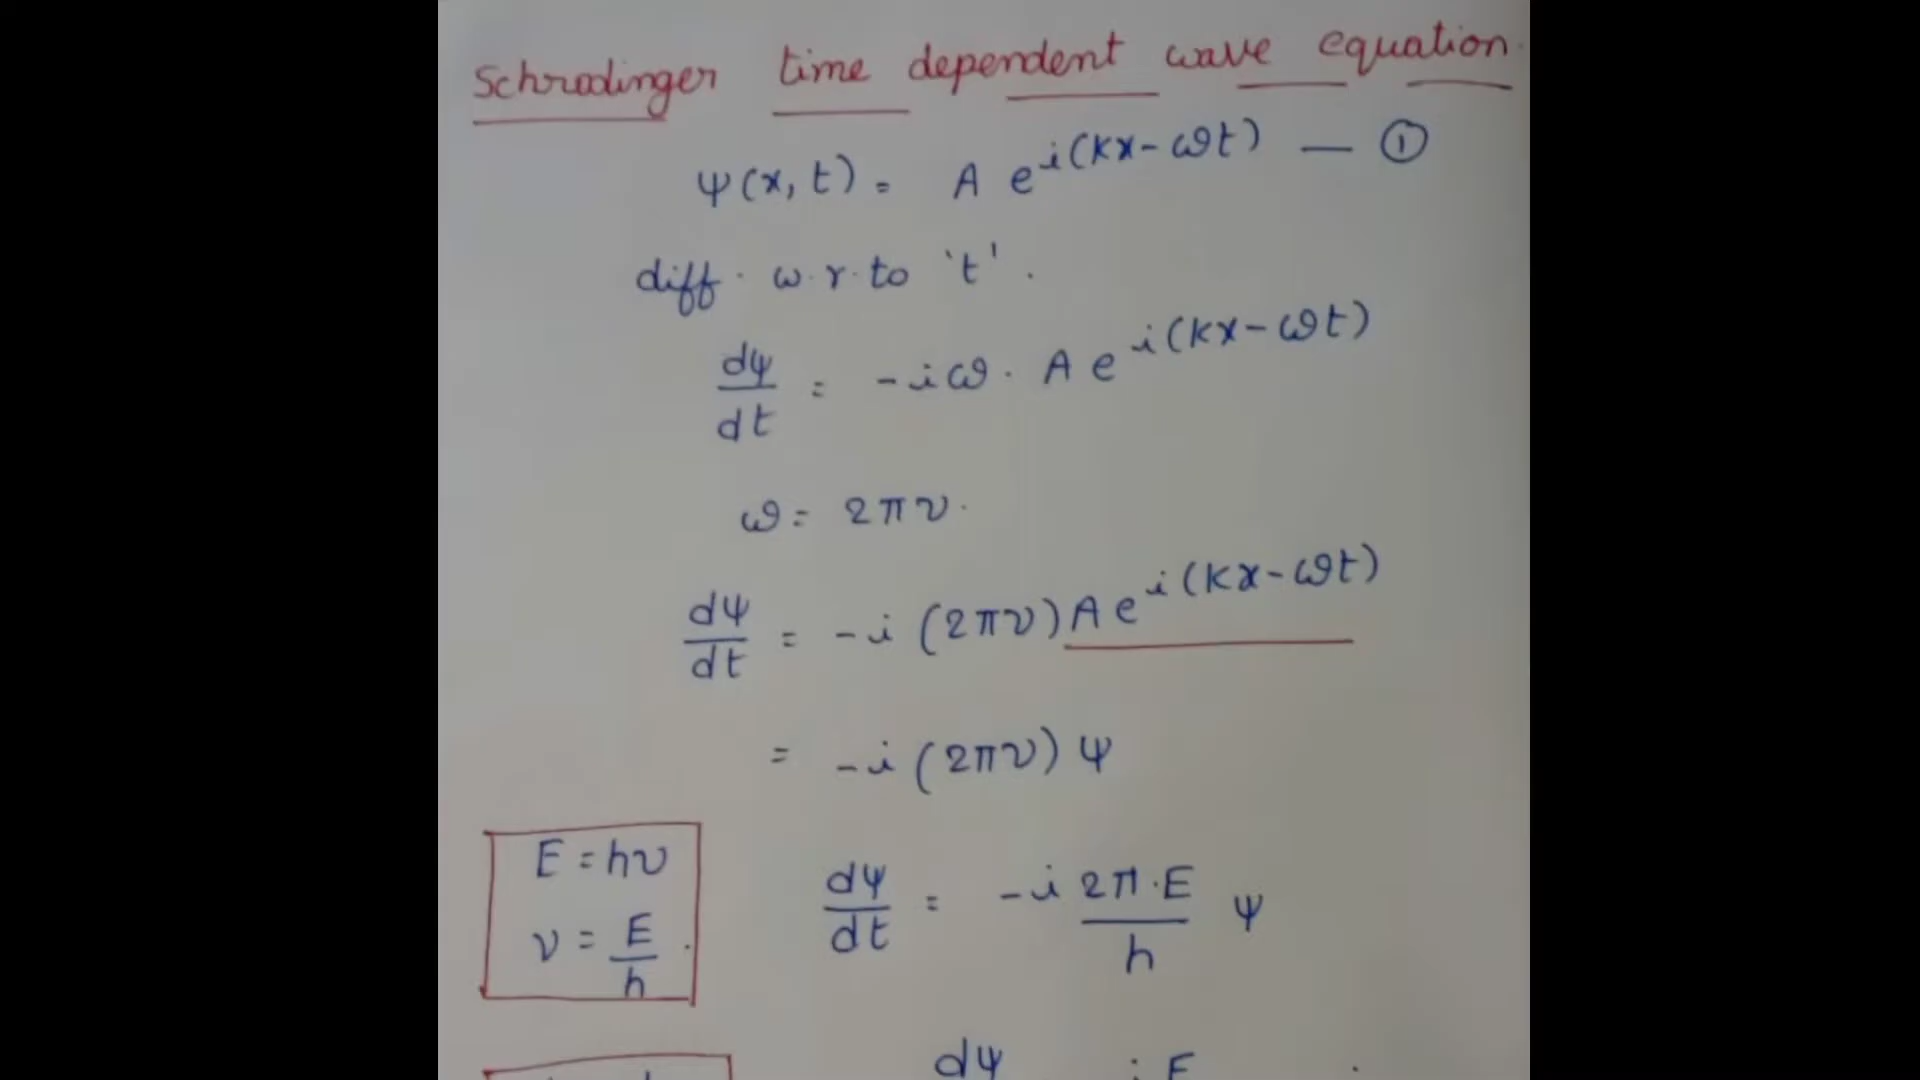 Schrodinger time dependent wave equation.
ψ(x, t) = A e^{i(kx-ωt)} — ①
diff. w.r.to 't'.
dψ/dt = -iω. A e^{i(kx-ωt)}
ω = 2πν.
dψ/dt = -i (2πν) A e^{i(kx-ωt)}
= -i (2πν) ψ
E = hν
ν = E/h.
dψ/dt = -i 2π.E/h ψ
dψ